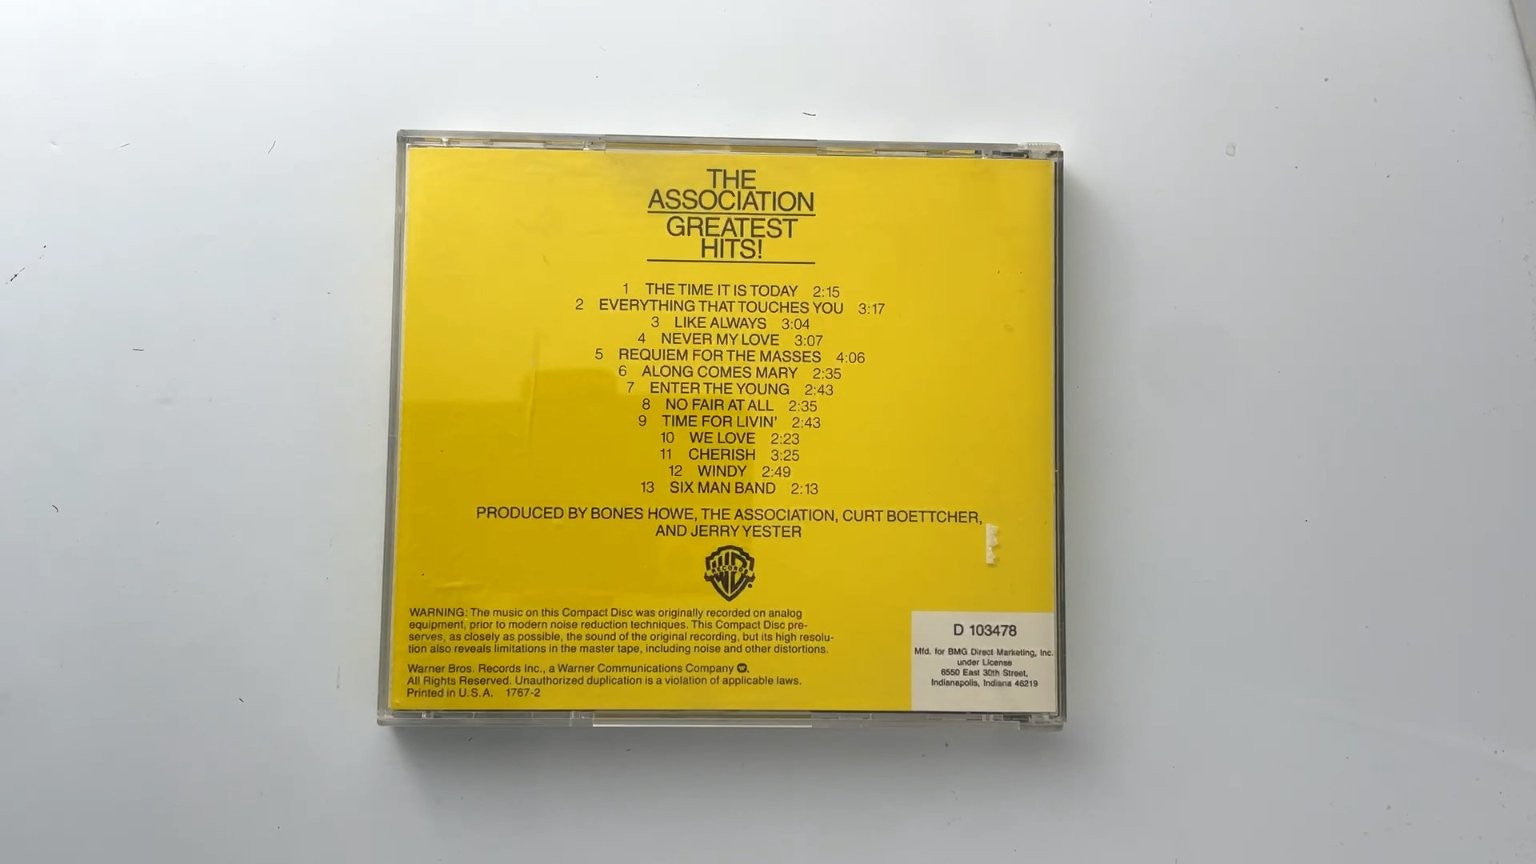 THE
ASSOCIATION
GREATEST
HITS!
1 THE TIME IT IS TODAY 2:15
2 EVERYTHING THAT TOUCHES YOU 3:17
3 LIKE ALWAYS 3:04
4 NEVER MY LOVE 3:07
5 REQUIEM FOR THE MASSES 4:06
6 ALONG COMES MARY 2:35
7 ENTER THE YOUNG 2:43
8 NO FAIR AT ALL 2:35
9 TIME FOR LIVIN' 2:43
10 WE LOVE 2:23
11 CHERISH 3:25
12 WINDY 2:49
13 SIX MAN BAND 2:13
PRODUCED BY BONES HOWE, THE ASSOCIATION, CURT BOETTCHER,
AND JERRY YESTER
WB
RECORDS
WARNING: The music on this Compact Disc was originally recorded on analog
equipment, prior to modern noise reduction techniques. This Compact Disc pre-
serves, as closely as possible, the sound of the original recording, but its high resolu-
tion also reveals limitations in the master tape, including noise and other distortions.
Warner Bros. Records Inc., a Warner Communications Company.
All Rights Reserved. Unauthorized duplication is a violation of applicable laws.
Printed in U.S.A. 1767-2
D 103478
Mfd. for BMG Direct Marketing, Inc.
under License
6550 East 30th Street,
Indianapolis, Indiana 46219